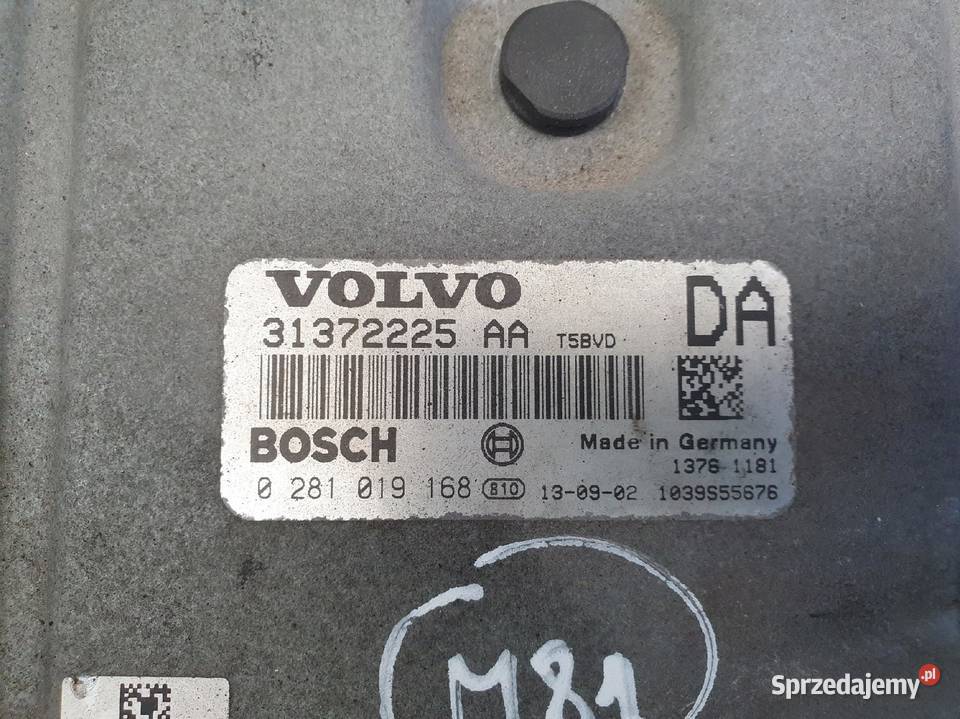 VOLVO
31372225 AA T5BVD
DA
BOSCH
Made in Germany
1376 1181
0 281 019 168 810 13-09-02 1039S55676
M81
Sprzedajemy.pl